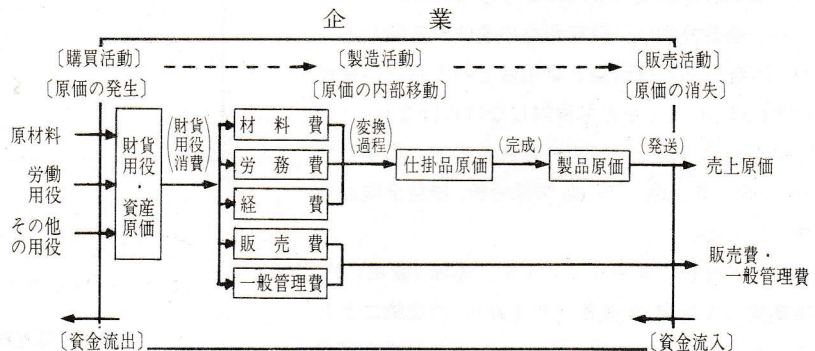 企業
〔購買活動〕
〔製造活動〕
〔販売活動〕
〔原価の発生〕
〔原価の内部移動〕
〔原価の消失〕
原材料
労働
用役
その他
の用役
財貨
用役
・
資産
原価
(財貨
用役
消費)
材料費
労務費
経費
販売費
一般管理費
(変換
過程)
仕掛品原価
(完成)
製品原価
(発送)
売上原価
販売費・
一般管理費
〔資金流出〕
〔資金流入〕